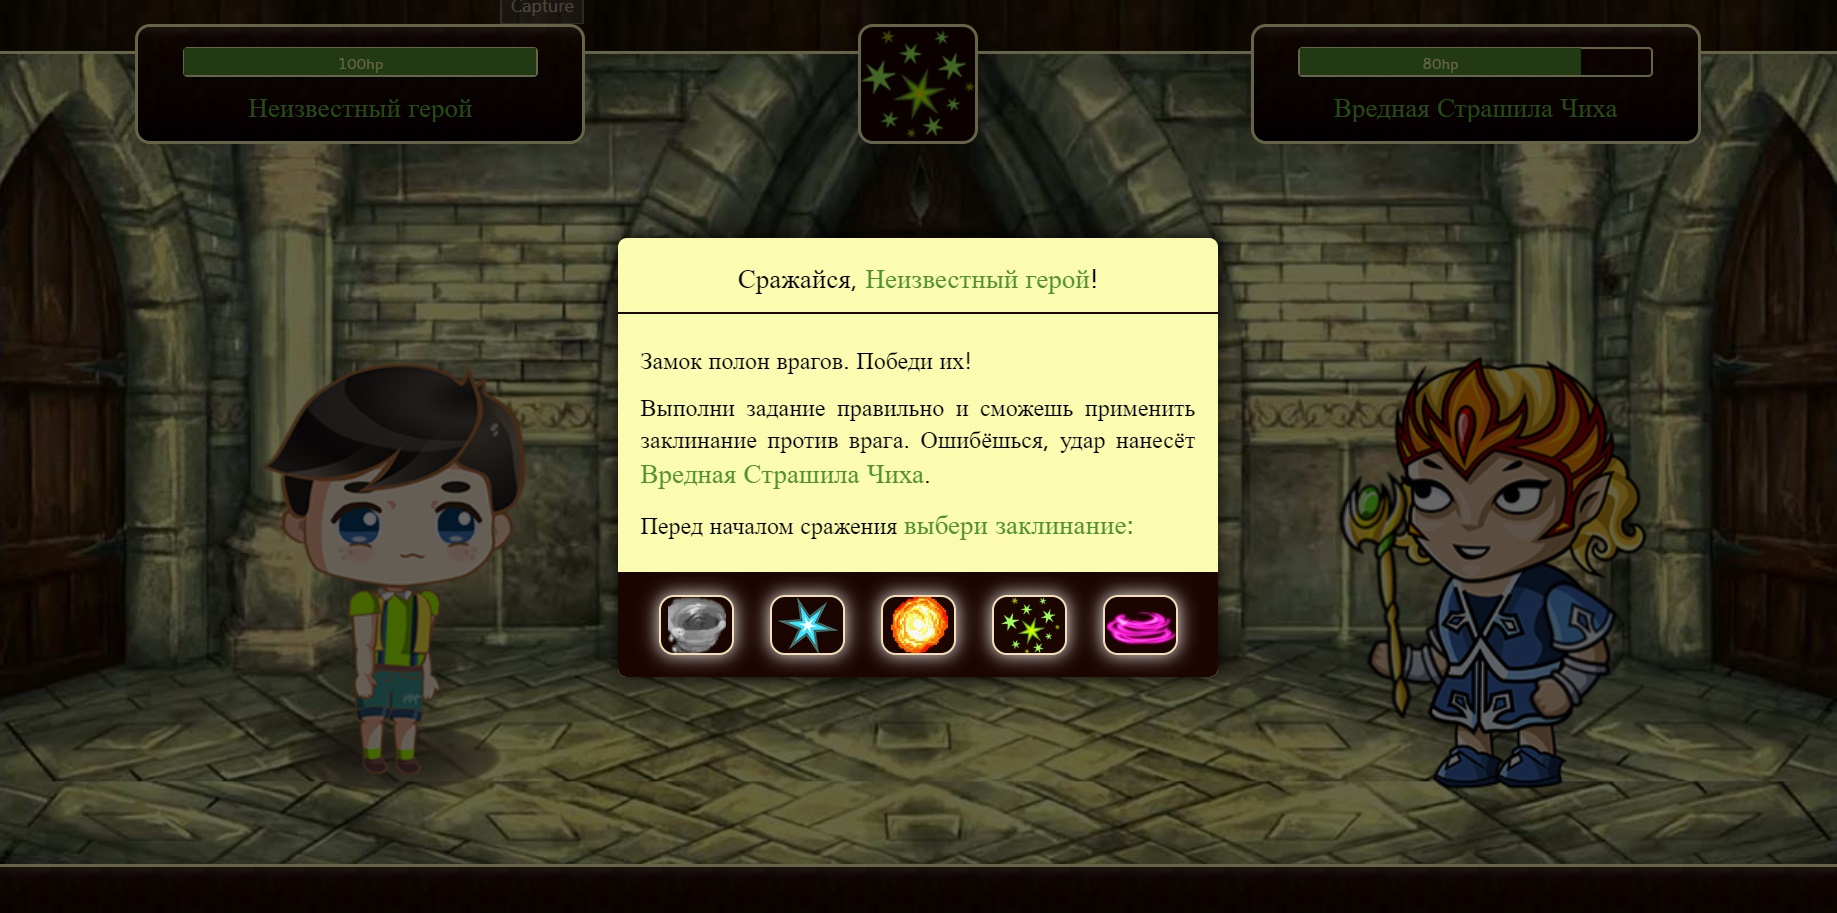 Capture
100hp
Неизвестный герой
80hp
Вредная Страшила Чиха
Сражайся, Неизвестный герой!
Замок полон врагов. Победи их!
Выполни задание правильно и сможешь применить
заклинание против врага. Ошибёшься, удар нанесёт
Вредная Страшила Чиха.
Перед началом сражения выбери заклинание: